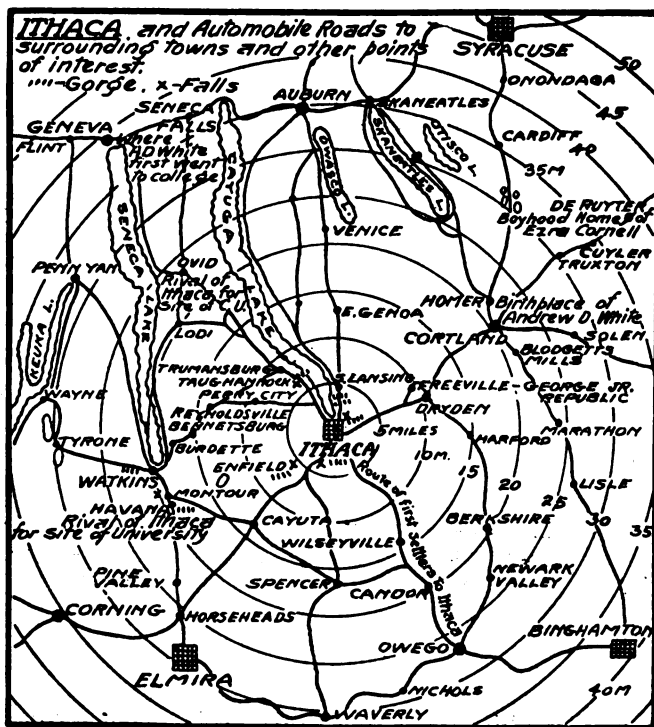 ITHACA, and Automobile Roads to
surrounding towns and other points
of interest.
""-Gorge. x-Falls
SYRACUSE
50
ONONDAGA
45
SENECA
FALLS
AUBURN
SKANEATLES
GENEVA
FLINT
Where
A.D. White
first went
to college
CAYUGA
LAKE
OWASCO L.
SKANEATLES L.
OTISCO L.
CARDIFF
40
35M
DE RUYTER
Boyhood Home of
Ezra Cornell
SENECA-LAKE
VENICE
CUYLER
TRUXTON
PENN YAN
OVID
Rival of
Ithaca for
Site of C.U.
KEUKA L.
HOMER
Birthplace of
Andrew D. White
E. GENOA
LODI
CORTLAND
SOLEN
BLODGETTS
MILLS
TRUMANSBURG
TAUGHANNOCK
PERRY CITY
S. LANSING
FREEVILLE-GEORGE JR.
REPUBLIC
WAYNE
REYNOLDSVILLE
BENNETSBURG
DRYDEN
TYRONE
BURDETTE
ITHACA
5 MILES
10 M.
HARFORD
MARATHON
ENFIELD
15
20
25
30
35
WATKINS
MONTOUR
LISLE
HAVANA
Rival of Ithaca
for Site of University
CAYUTA
Route of first Settlers to Ithaca
WILSEYVILLE
BERKSHIRE
PINE
VALLEY
SPENCER
CANDOR
NEWARK
VALLEY
CORNING
HORSEHEADS
OWEGO
BINGHAMTON
ELMIRA
NICHOLS
40M
WAVERLY